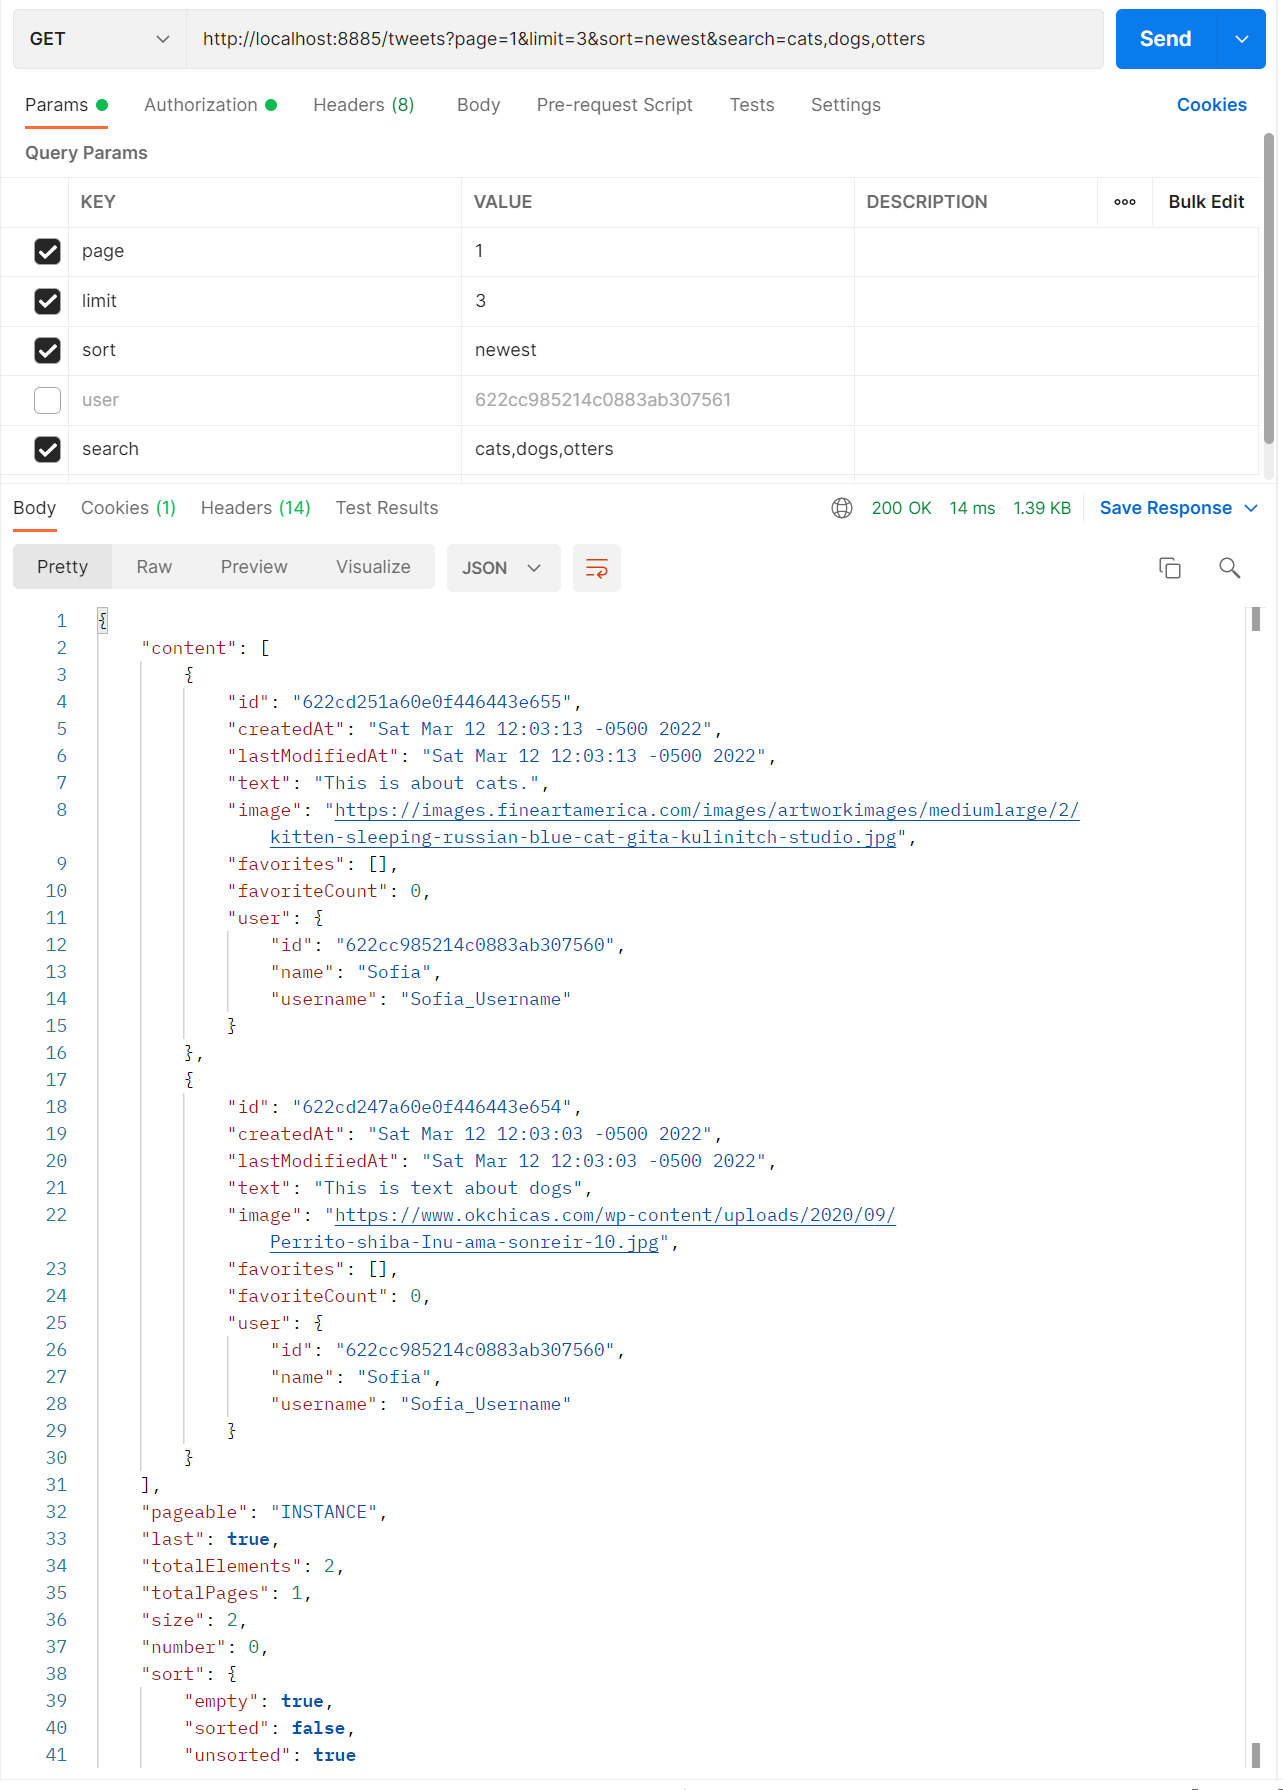 GET http://localhost:8885/tweets?page=1&limit=3&sort=newest&search=cats,dogs,otters Send
Params Authorization Headers (8) Body Pre-request Script Tests Settings Cookies
Query Params
KEY VALUE DESCRIPTION ooo Bulk Edit
page 1
limit 3
sort newest
user 622cc985214c0883ab307561
search cats,dogs,otters
Body Cookies (1) Headers (14) Test Results 200 OK 14 ms 1.39 KB Save Response
Pretty Raw Preview Visualize JSON
1 {
2 "content": [
3 {
4 "id": "622cd251a60e0f446443e655",
5 "createdAt": "Sat Mar 12 12:03:13 -0500 2022",
6 "lastModifiedAt": "Sat Mar 12 12:03:13 -0500 2022",
7 "text": "This is about cats.",
8 "image": "https://images.fineartamerica.com/images/artworkimages/mediumlarge/2/
kitten-sleeping-russian-blue-cat-gita-kulinitch-studio.jpg",
9 "favorites": [],
10 "favoriteCount": 0,
11 "user": {
12 "id": "622cc985214c0883ab307560",
13 "name": "Sofia",
14 "username": "Sofia_Username"
15 }
16 },
17 {
18 "id": "622cd247a60e0f446443e654",
19 "createdAt": "Sat Mar 12 12:03:03 -0500 2022",
20 "lastModifiedAt": "Sat Mar 12 12:03:03 -0500 2022",
21 "text": "This is text about dogs",
22 "image": "https://www.okchicas.com/wp-content/uploads/2020/09/
Perrito-shiba-Inu-ama-sonreir-10.jpg",
23 "favorites": [],
24 "favoriteCount": 0,
25 "user": {
26 "id": "622cc985214c0883ab307560",
27 "name": "Sofia",
28 "username": "Sofia_Username"
29 }
30 }
31 ],
32 "pageable": "INSTANCE",
33 "last": true,
34 "totalElements": 2,
35 "totalPages": 1,
36 "size": 2,
37 "number": 0,
38 "sort": {
39 "empty": true,
40 "sorted": false,
41 "unsorted": true